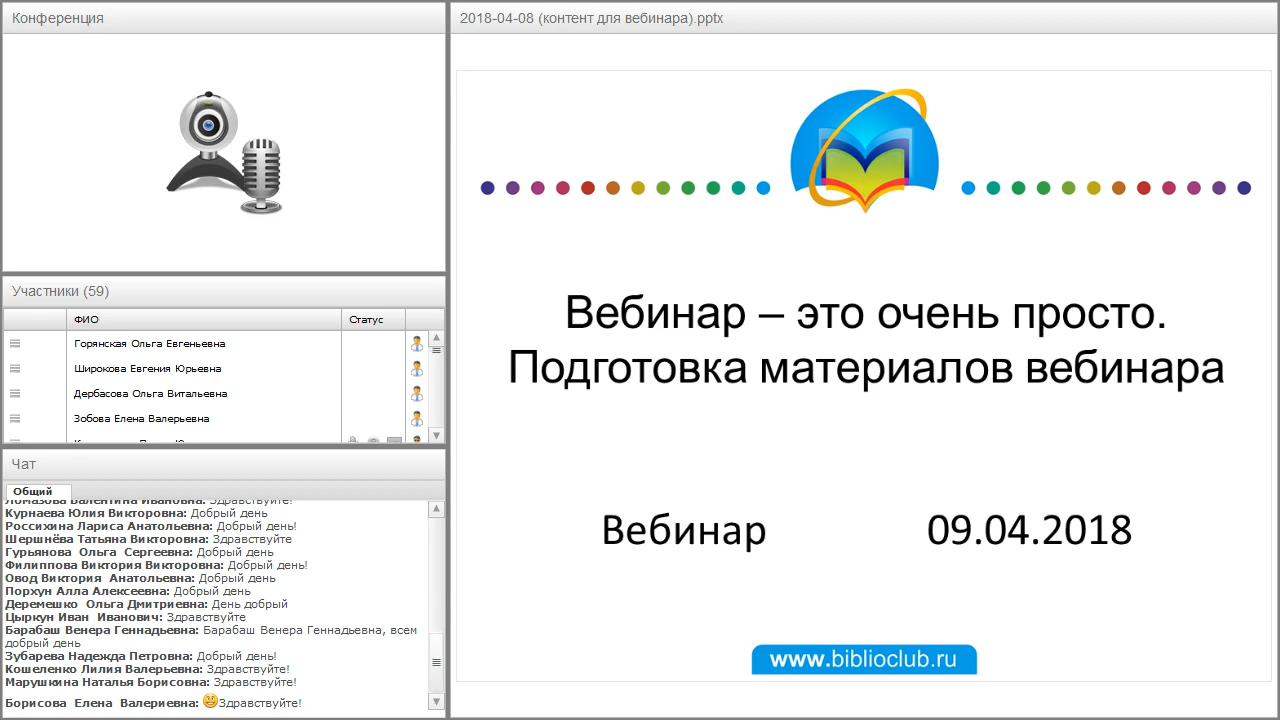 Конференция
2018-04-08 (контент для вебинара).pptx
Участники (59)
ФИО
Статус
Горянская Ольга Евгеньевна
Широкова Евгения Юрьевна
Дербасова Ольга Витальевна
Зобова Елена Валерьевна
Чат
Общий
Ломазова Валентина Ивановна: Здравствуйте!
Курнаева Юлия Викторовна: Добрый день
Россихина Лариса Анатольевна: Добрый день!
Шершнёва Татьяна Викторовна: Здравствуйте
Гурьянова Ольга Сергеевна: Добрый день
Филиппова Виктория Викторовна: Добрый день!
Овод Виктория Анатольевна: Добрый день
Порхун Алла Алексеевна: Добрый день
Деремешко Ольга Дмитриевна: День добрый
Цыркун Иван Иванович: Здравствуйте
Барабаш Венера Геннадьевна: Барабаш Венера Геннадьевна, всем
добрый день
Зубарева Надежда Петровна: Добрый день!
Кошеленко Лилия Валерьевна: Здравствуйте!
Марушкина Наталья Борисовна: Здравствуйте!
Борисова Елена Валериевна: Здравствуйте!
Вебинар – это очень просто.
Подготовка материалов вебинара
Вебинар 09.04.2018
www.biblioclub.ru